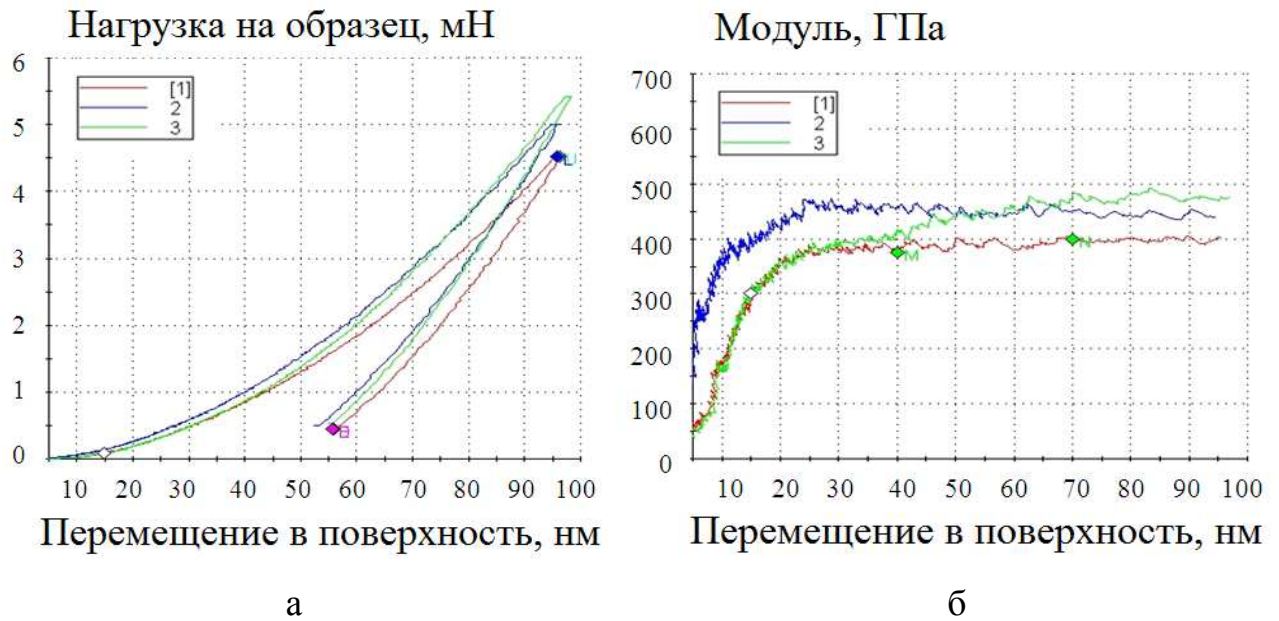 Нагрузка на образец, мН
6
5
4
3
2
1
0
[1]
2
3
L
B
10 20 30 40 50 60 70 80 90 100
Перемещение в поверхность, нм
а
Модуль, ГПа
700
600
500
400
300
200
100
0
[1]
2
3
M
N
10 20 30 40 50 60 70 80 90 100
Перемещение в поверхность, нм
б